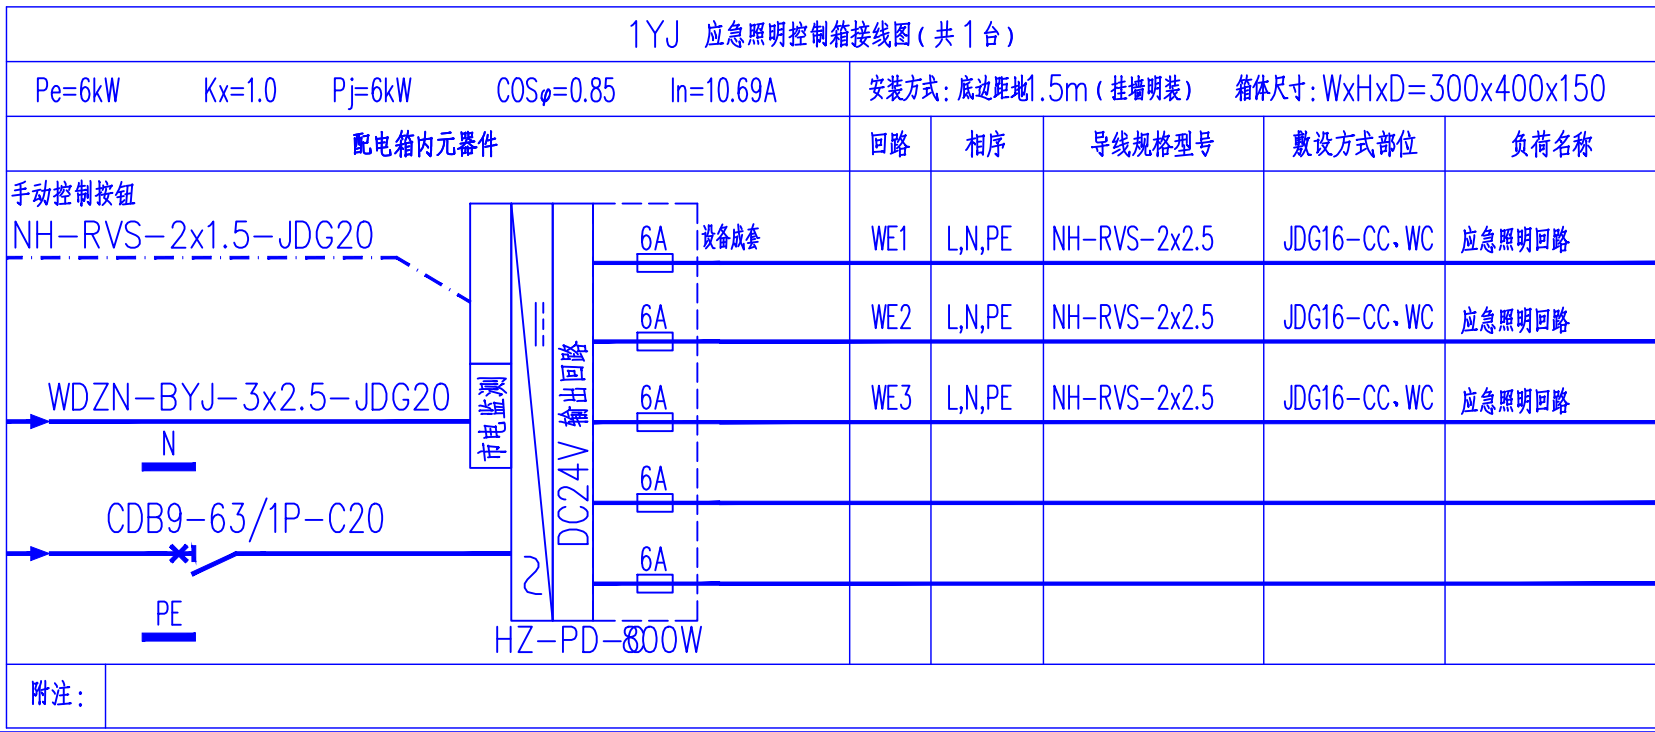 1YJ 应急照明控制箱接线图(共1台)
Pe=6kW Kx=1.0 Pj=6kW COSφ=0.85 In=10.69A 安装方式:底边距地1.5m(挂墙明装) 箱体尺寸:WxHxD=300x400x150
配电箱内元器件 回路 相序 导线规格型号 敷设方式部位 负荷名称
手动控制按钮
NH-RVS-2x1.5-JDG20
6A 设备成套 WE1 L,N,PE NH-RVS-2x2.5 JDG16-CC、WC 应急照明回路
6A WE2 L,N,PE NH-RVS-2x2.5 JDG16-CC、WC 应急照明回路
WDZN-BYJ-3x2.5-JDG20
市电监测
DC24V 输出回路
6A WE3 L,N,PE NH-RVS-2x2.5 JDG16-CC、WC 应急照明回路
N
6A
CDB9-63/1P-C20
6A
PE
HZ-PD-800W
附注: